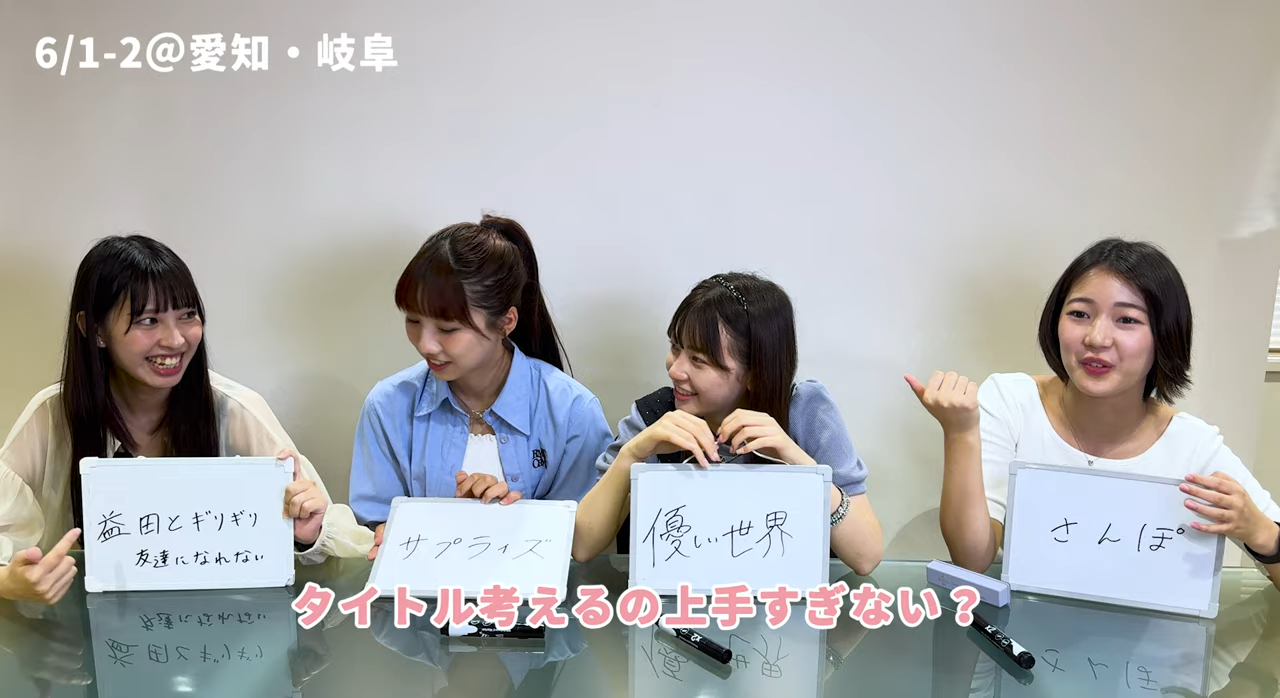 6/1-2@愛知・岐阜
益田とギリギリ
友達になれない
サプライズ
優しい世界
さんぽ
タイトル考えるの上手すぎない？